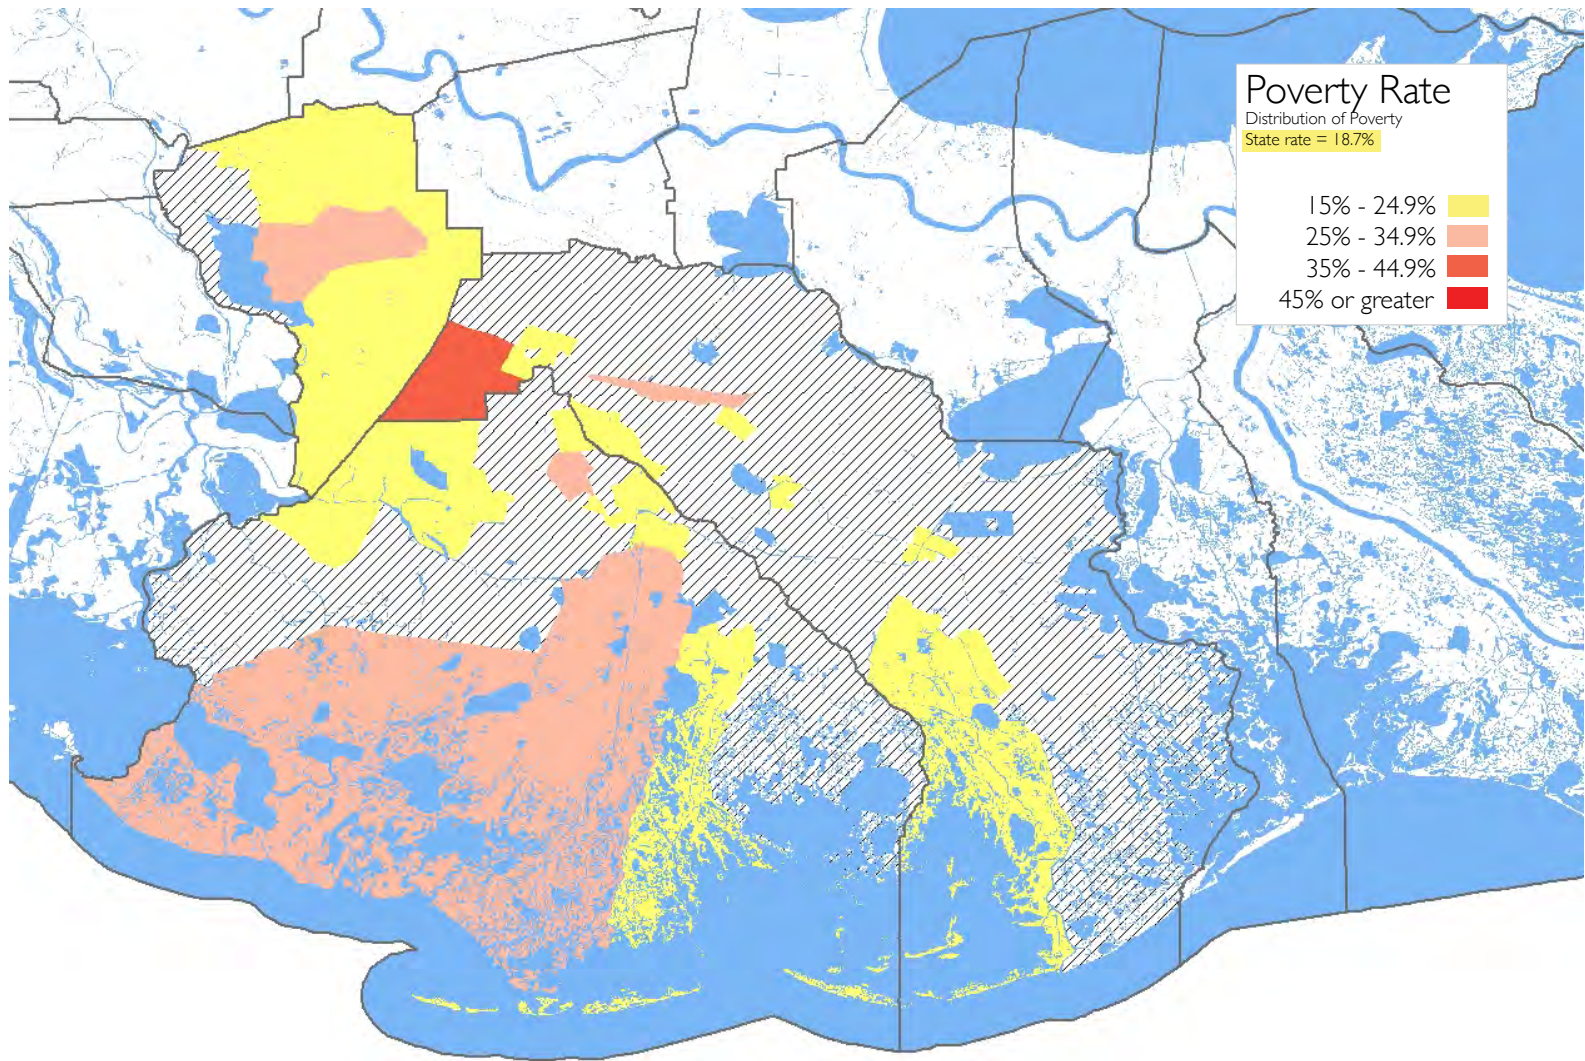 Poverty Rate
Distribution of Poverty
State rate = 18.7%
15% - 24.9%
25% - 34.9%
35% - 44.9%
45% or greater